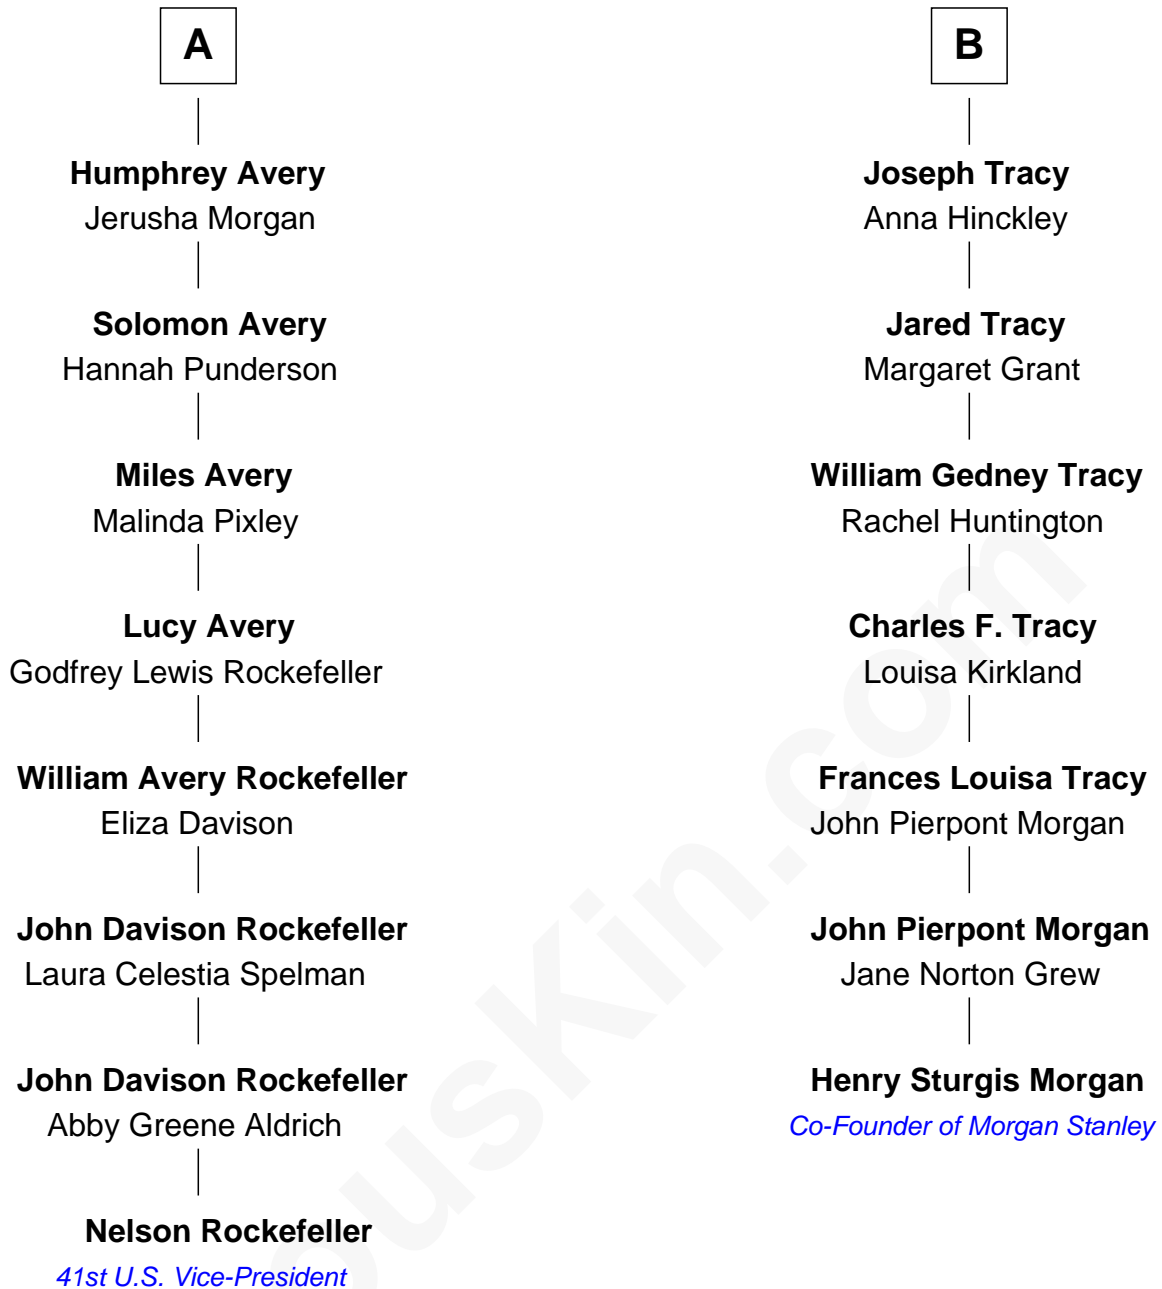 A
Humphrey Avery
Jerusha Morgan
Solomon Avery
Hannah Punderson
Miles Avery
Malinda Pixley
Lucy Avery
Godfrey Lewis Rockefeller
William Avery Rockefeller
Eliza Davison
John Davison Rockefeller
Laura Celestia Spelman
John Davison Rockefeller
Abby Greene Aldrich
Nelson Rockefeller
41st U.S. Vice-President
B
Joseph Tracy
Anna Hinckley
Jared Tracy
Margaret Grant
William Gedney Tracy
Rachel Huntington
Charles F. Tracy
Louisa Kirkland
Frances Louisa Tracy
John Pierpont Morgan
John Pierpont Morgan
Jane Norton Grew
Henry Sturgis Morgan
Co-Founder of Morgan Stanley
ousKin.com